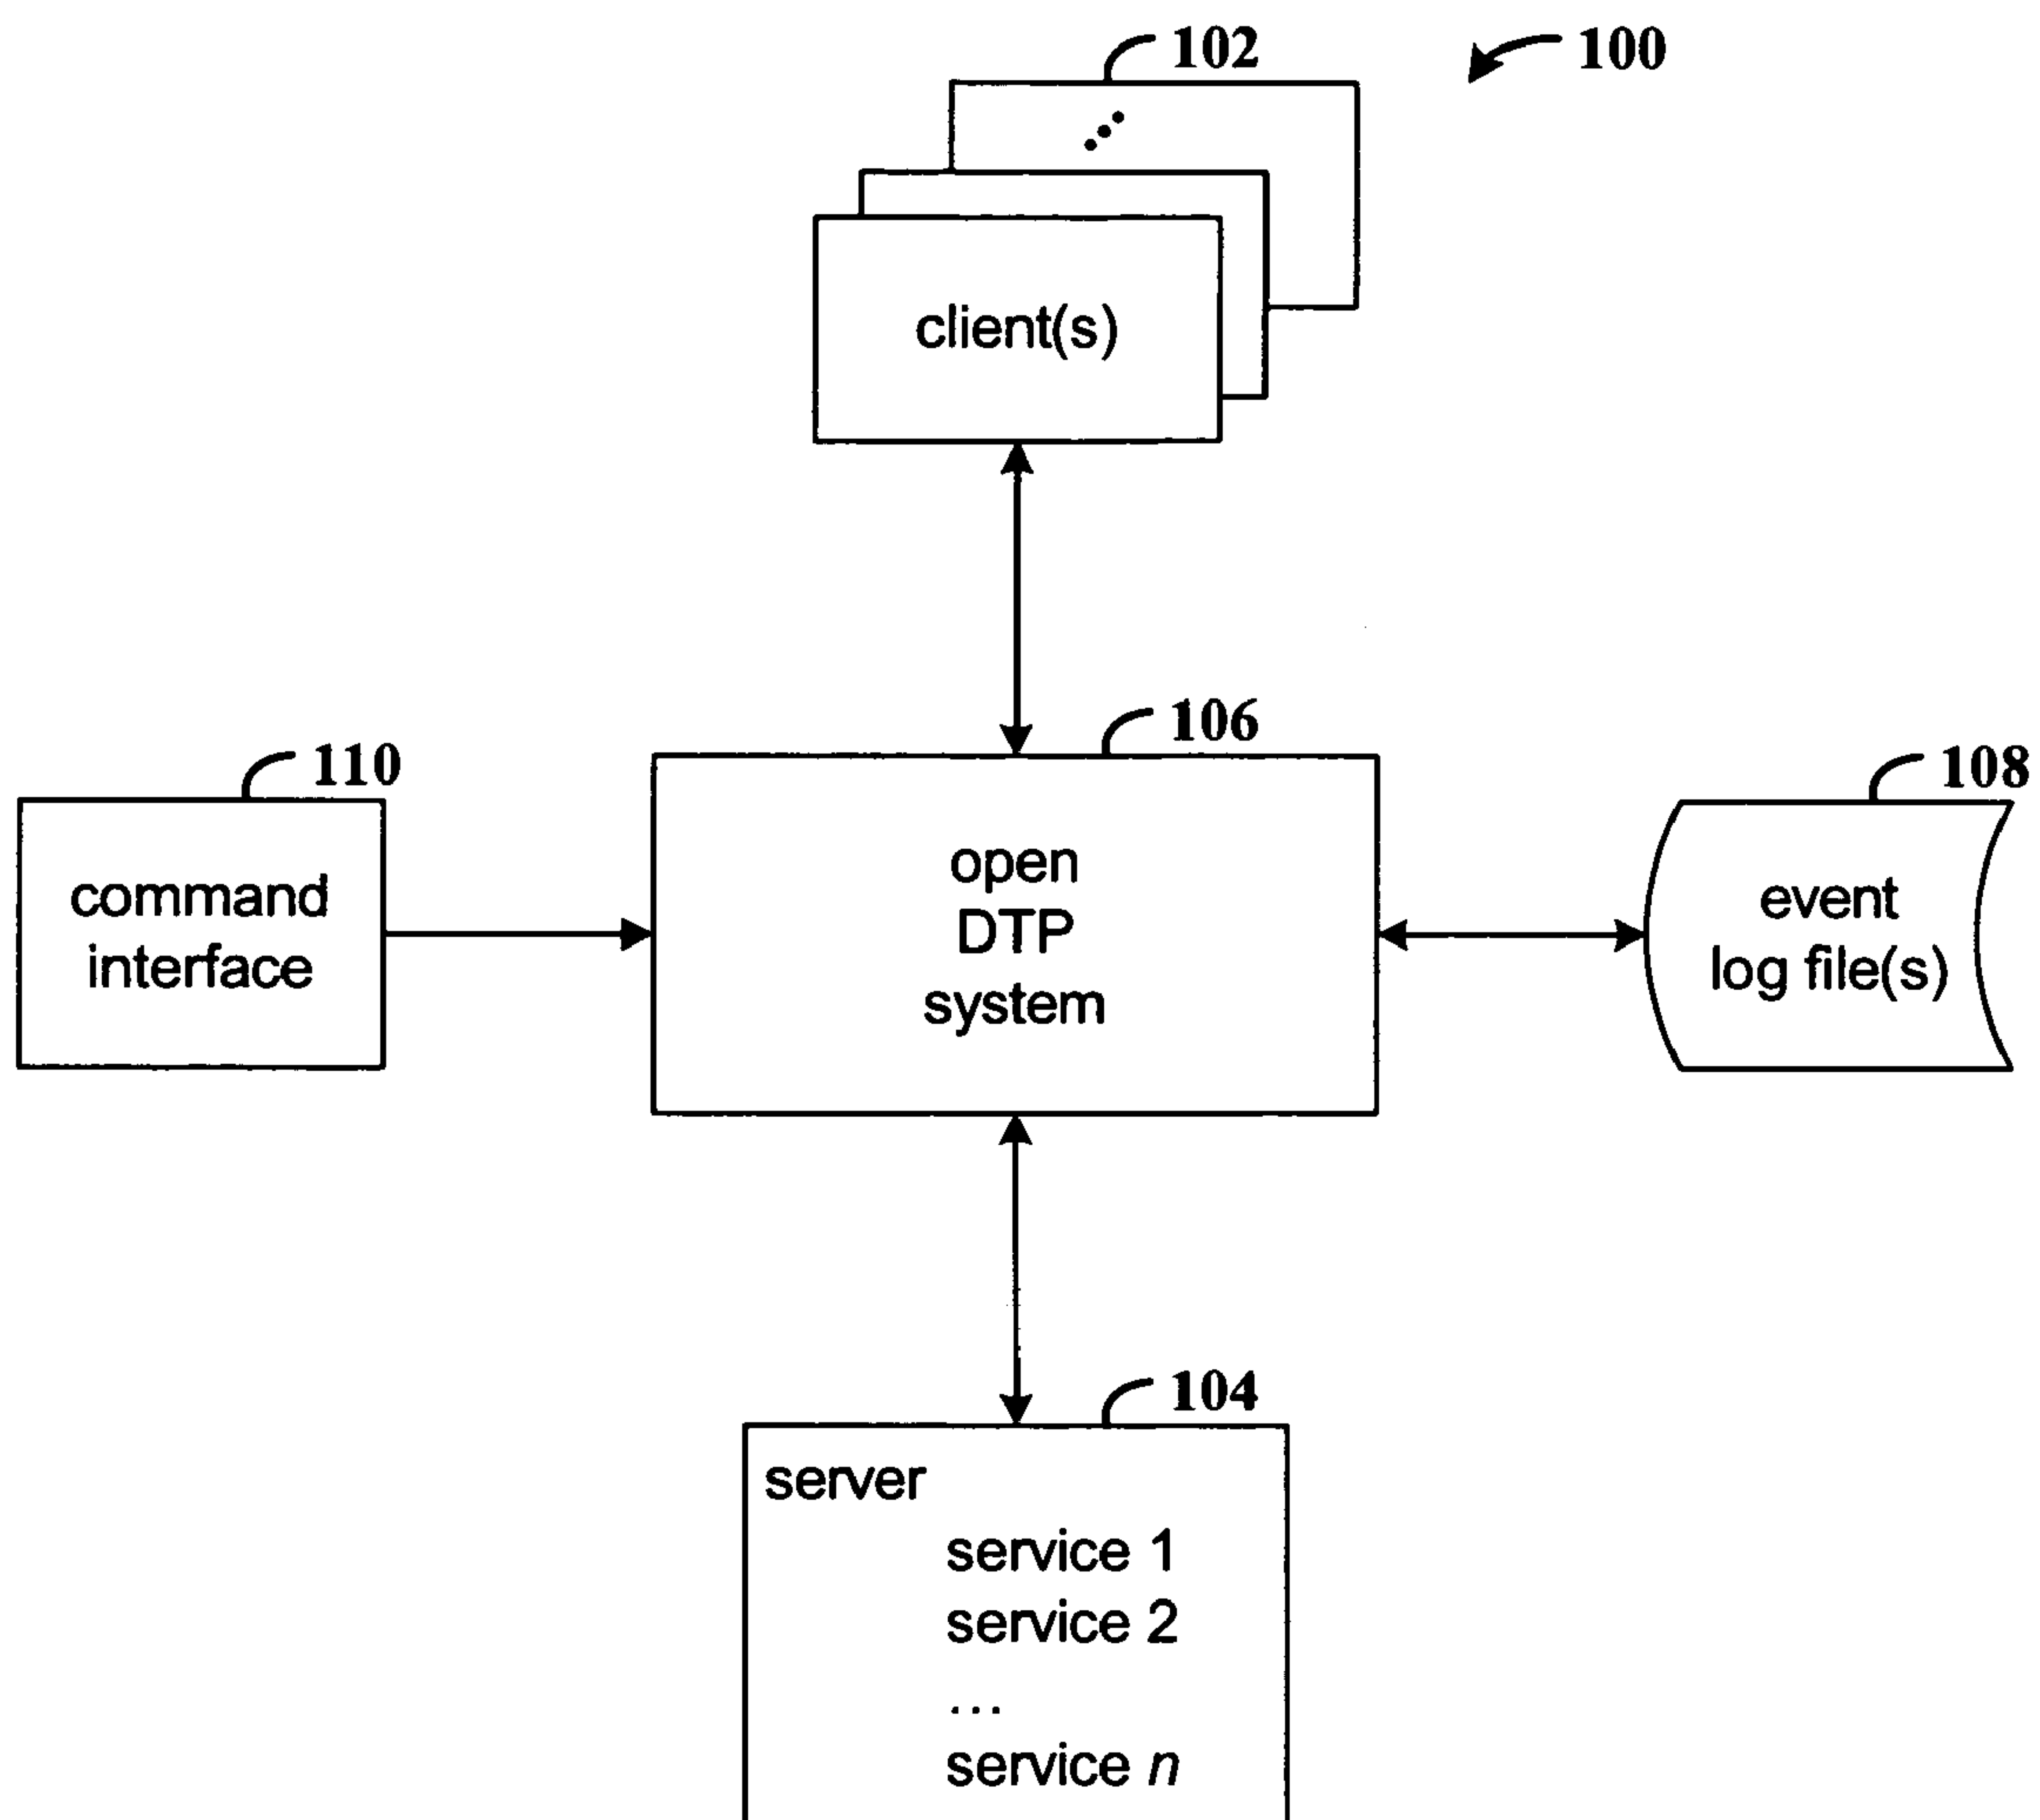 102
100
client(s)
106
110
108
command
interface
open
DTP
system
event
log file(s)
104
server
service 1
service 2
...
service n